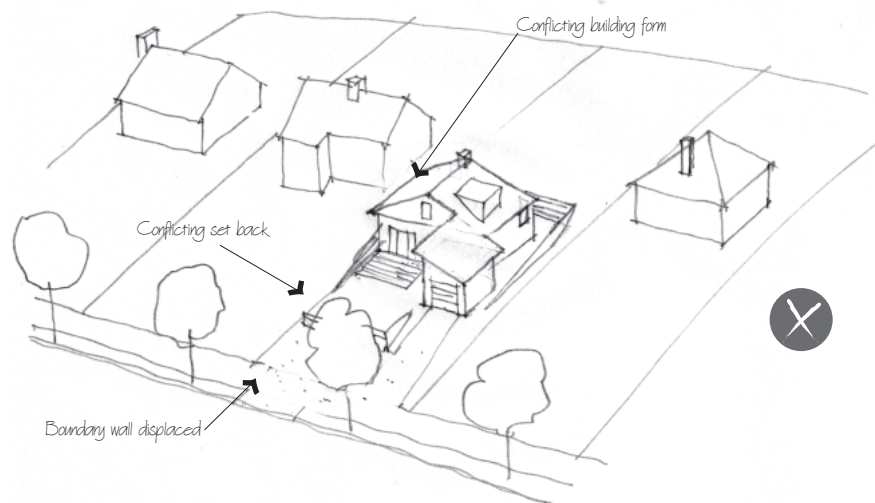 Conflicting building form
Conflicting set back
Boundary wall displaced